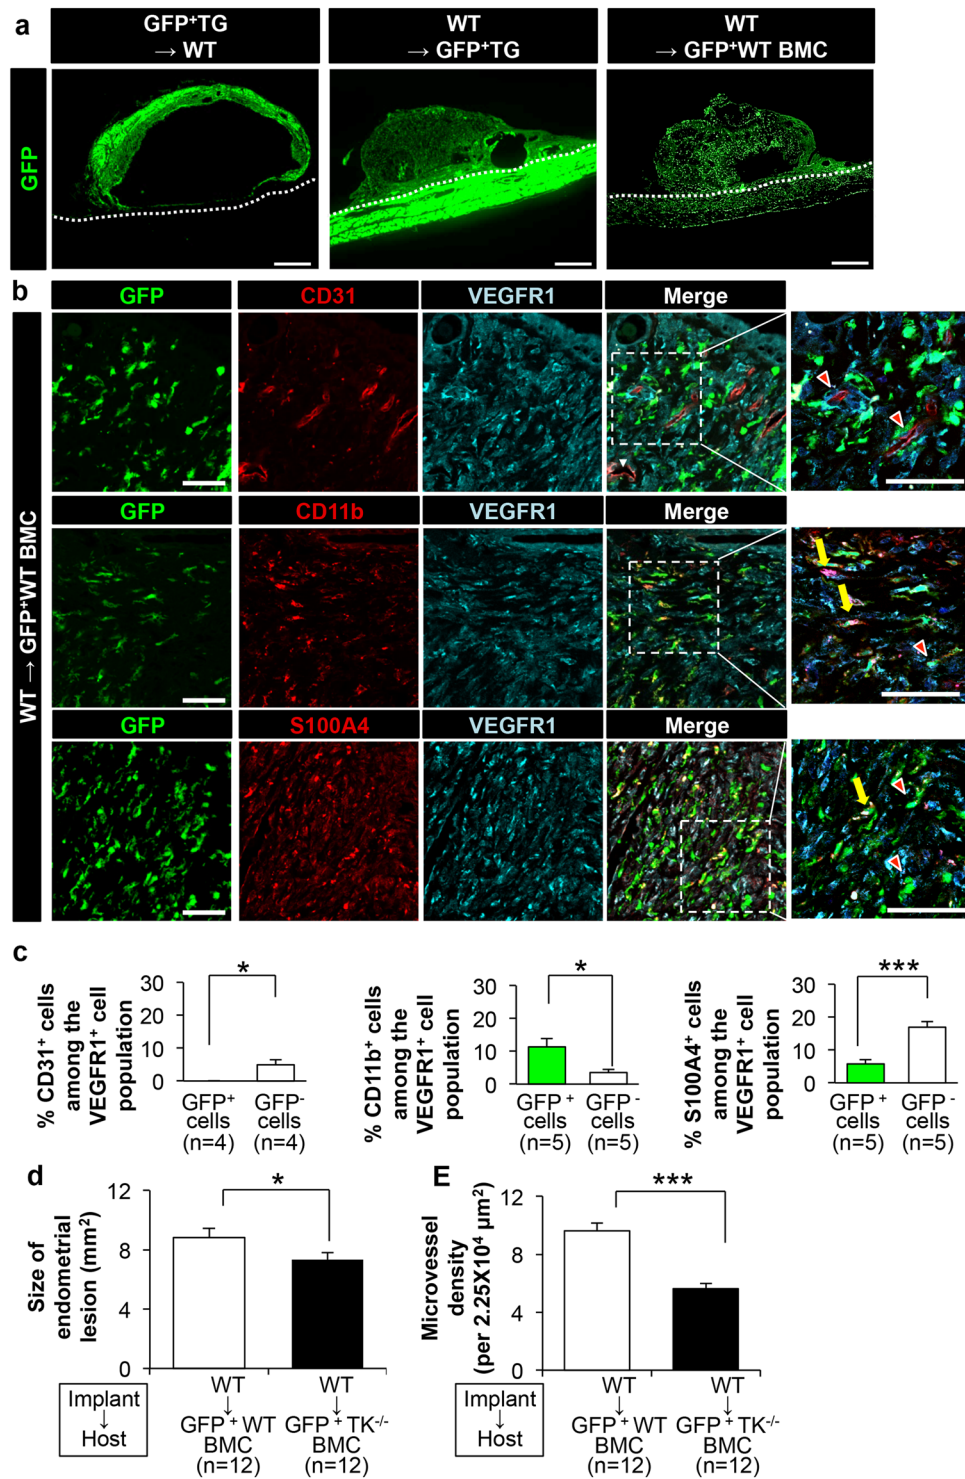 a
GFP⁺TG
→ WT
WT
→ GFP⁺TG
WT
→ GFP⁺WT BMC
GFP
b
GFP
CD31
VEGFR1
Merge
WT → GFP⁺WT BMC
GFP
CD11b
VEGFR1
Merge
GFP
S100A4
VEGFR1
Merge
c
% CD31⁺ cells
among the
VEGFR1⁺ cell
population
30
20
10
0
*
GFP⁺
cells
(n=4)
GFP⁻
cells
(n=4)
% CD11b⁺ cells
among the
VEGFR1⁺ cell
population
30
20
10
0
*
GFP⁺
cells
(n=5)
GFP⁻
cells
(n=5)
% S100A4⁺
cells among the
VEGFR1⁺ cell
population
30
20
10
0
***
GFP⁺
cells
(n=5)
GFP⁻
cells
(n=5)
d
Size of
endometrial
lesion (mm²)
12
8
4
0
*
Implant
↓
Host
WT
↓
GFP⁺ WT
BMC
(n=12)
WT
↓
GFP⁺ TK⁻/⁻
BMC
(n=12)
E
Microvessel
density
(per 2.25X10⁴ µm²)
12
8
4
0
***
Implant
↓
Host
WT
↓
GFP⁺ WT
BMC
(n=12)
WT
↓
GFP⁺ TK⁻/⁻
BMC
(n=12)